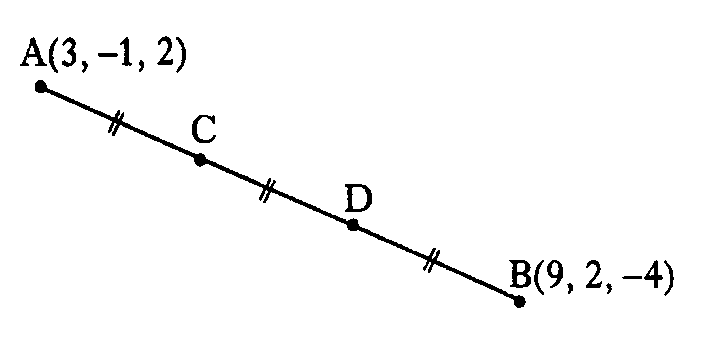 A(3, –1, 2)
C
D
B(9, 2, –4)